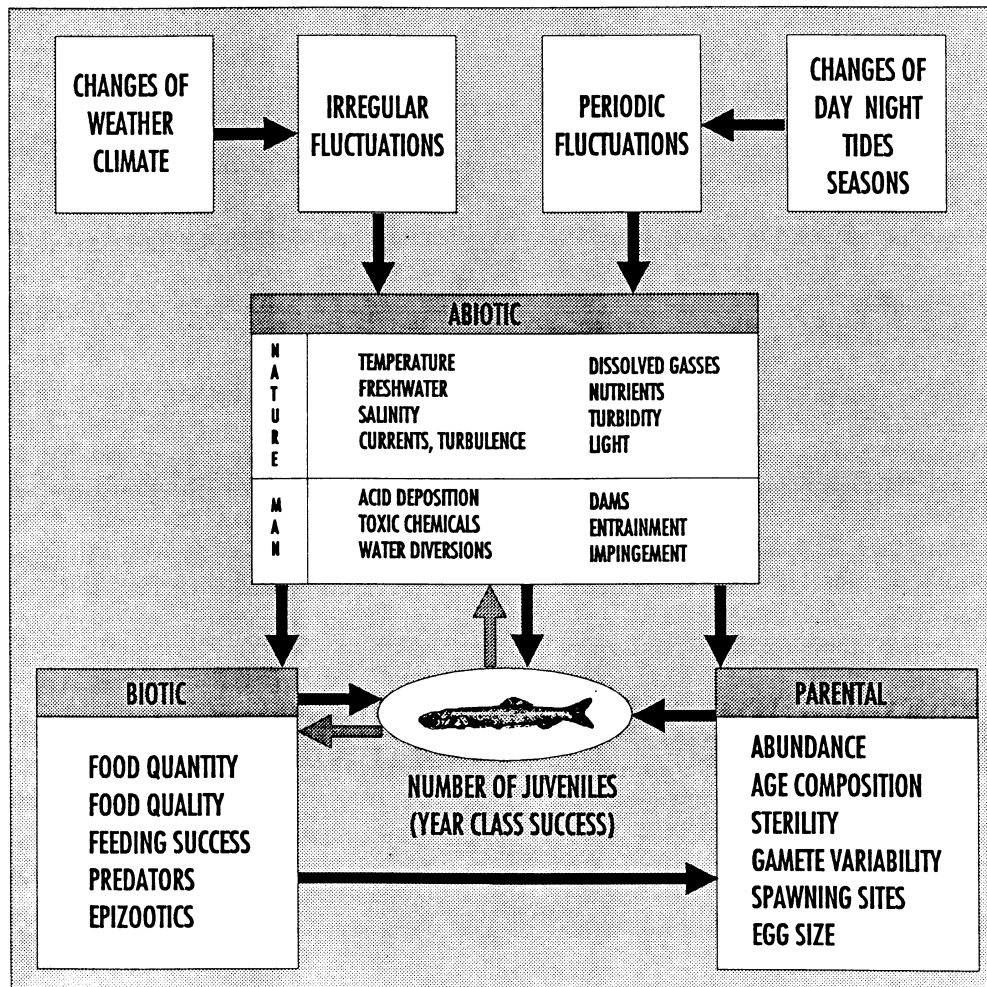 CHANGES OF
WEATHER
CLIMATE
IRREGULAR
FLUCTUATIONS
PERIODIC
FLUCTUATIONS
CHANGES OF
DAY NIGHT
TIDES
SEASONS
ABIOTIC
NATURE
TEMPERATURE
FRESHWATER
SALINITY
CURRENTS, TURBULENCE
DISSOLVED GASSES
NUTRIENTS
TURBIDITY
LIGHT
MAN
ACID DEPOSITION
TOXIC CHEMICALS
WATER DIVERSIONS
DAMS
ENTRAINMENT
IMPINGEMENT
BIOTIC
FOOD QUANTITY
FOOD QUALITY
FEEDING SUCCESS
PREDATORS
EPIZOOTICS
NUMBER OF JUVENILES
(YEAR CLASS SUCCESS)
PARENTAL
ABUNDANCE
AGE COMPOSITION
STERILITY
GAMETE VARIABILITY
SPAWNING SITES
EGG SIZE